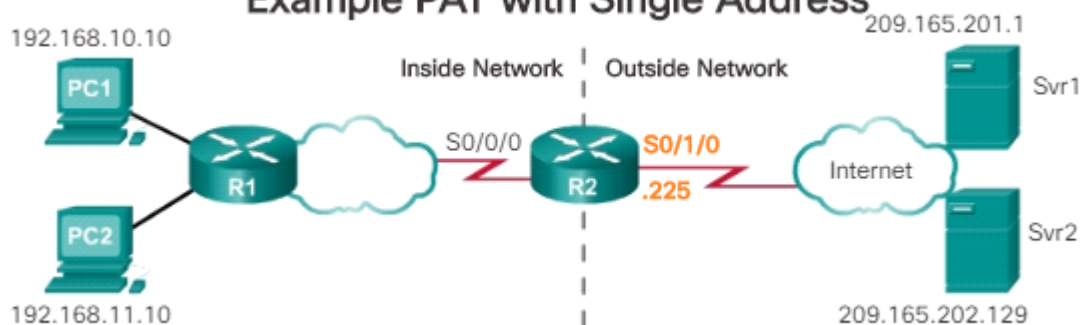 Example PAT with Single Address
192.168.10.10
209.165.201.1
PC1
Inside Network
Outside Network
Svr1
S0/0/0
S0/1/0
R1
R2
.225
Internet
PC2
Svr2
192.168.11.10
209.165.202.129